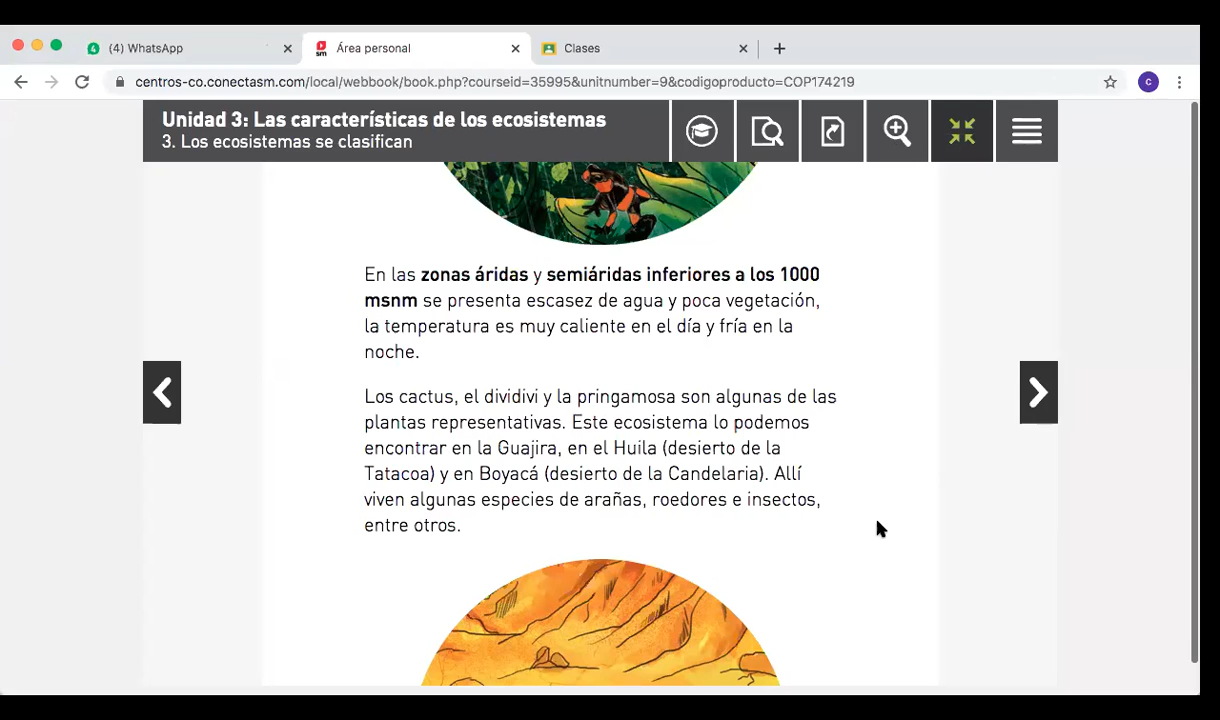 (4) WhatsApp
Área personal
Clases
centros-co.conectasm.com/local/webbook/book.php?courseid=35995&unitnumber=9&codigoproducto=COP174219
Unidad 3: Las características de los ecosistemas
3. Los ecosistemas se clasifican
En las zonas áridas y semiáridas inferiores a los 1000
msnm se presenta escasez de agua y poca vegetación,
la temperatura es muy caliente en el día y fría en la
noche.
Los cactus, el dividivi y la pringamosa son algunas de las
plantas representativas. Este ecosistema lo podemos
encontrar en la Guajira, en el Huila (desierto de la
Tatacoa) y en Boyacá (desierto de la Candelaria). Allí
viven algunas especies de arañas, roedores e insectos,
entre otros.